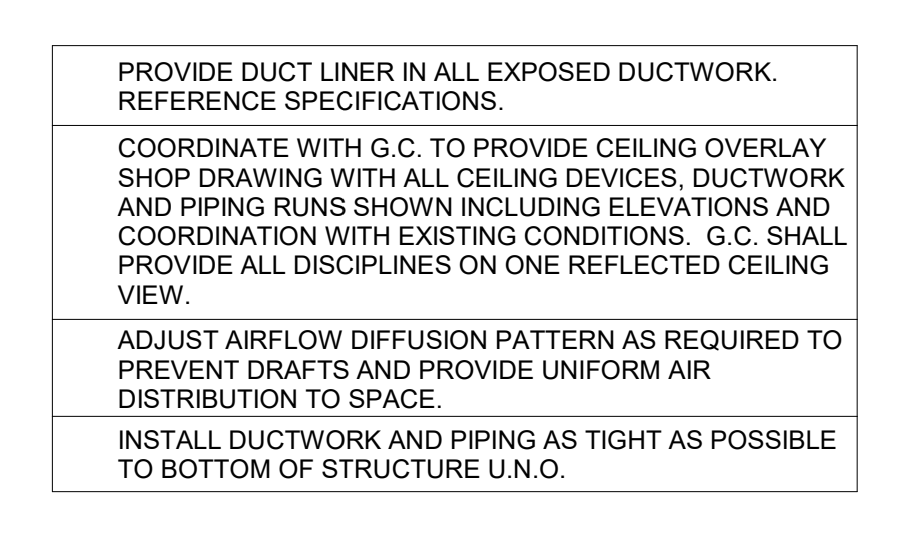 PROVIDE DUCT LINER IN ALL EXPOSED DUCTWORK.
REFERENCE SPECIFICATIONS.
COORDINATE WITH G.C. TO PROVIDE CEILING OVERLAY
SHOP DRAWING WITH ALL CEILING DEVICES, DUCTWORK
AND PIPING RUNS SHOWN INCLUDING ELEVATIONS AND
COORDINATION WITH EXISTING CONDITIONS.  G.C. SHALL
PROVIDE ALL DISCIPLINES ON ONE REFLECTED CEILING
VIEW.
ADJUST AIRFLOW DIFFUSION PATTERN AS REQUIRED TO
PREVENT DRAFTS AND PROVIDE UNIFORM AIR
DISTRIBUTION TO SPACE.
INSTALL DUCTWORK AND PIPING AS TIGHT AS POSSIBLE
TO BOTTOM OF STRUCTURE U.N.O.